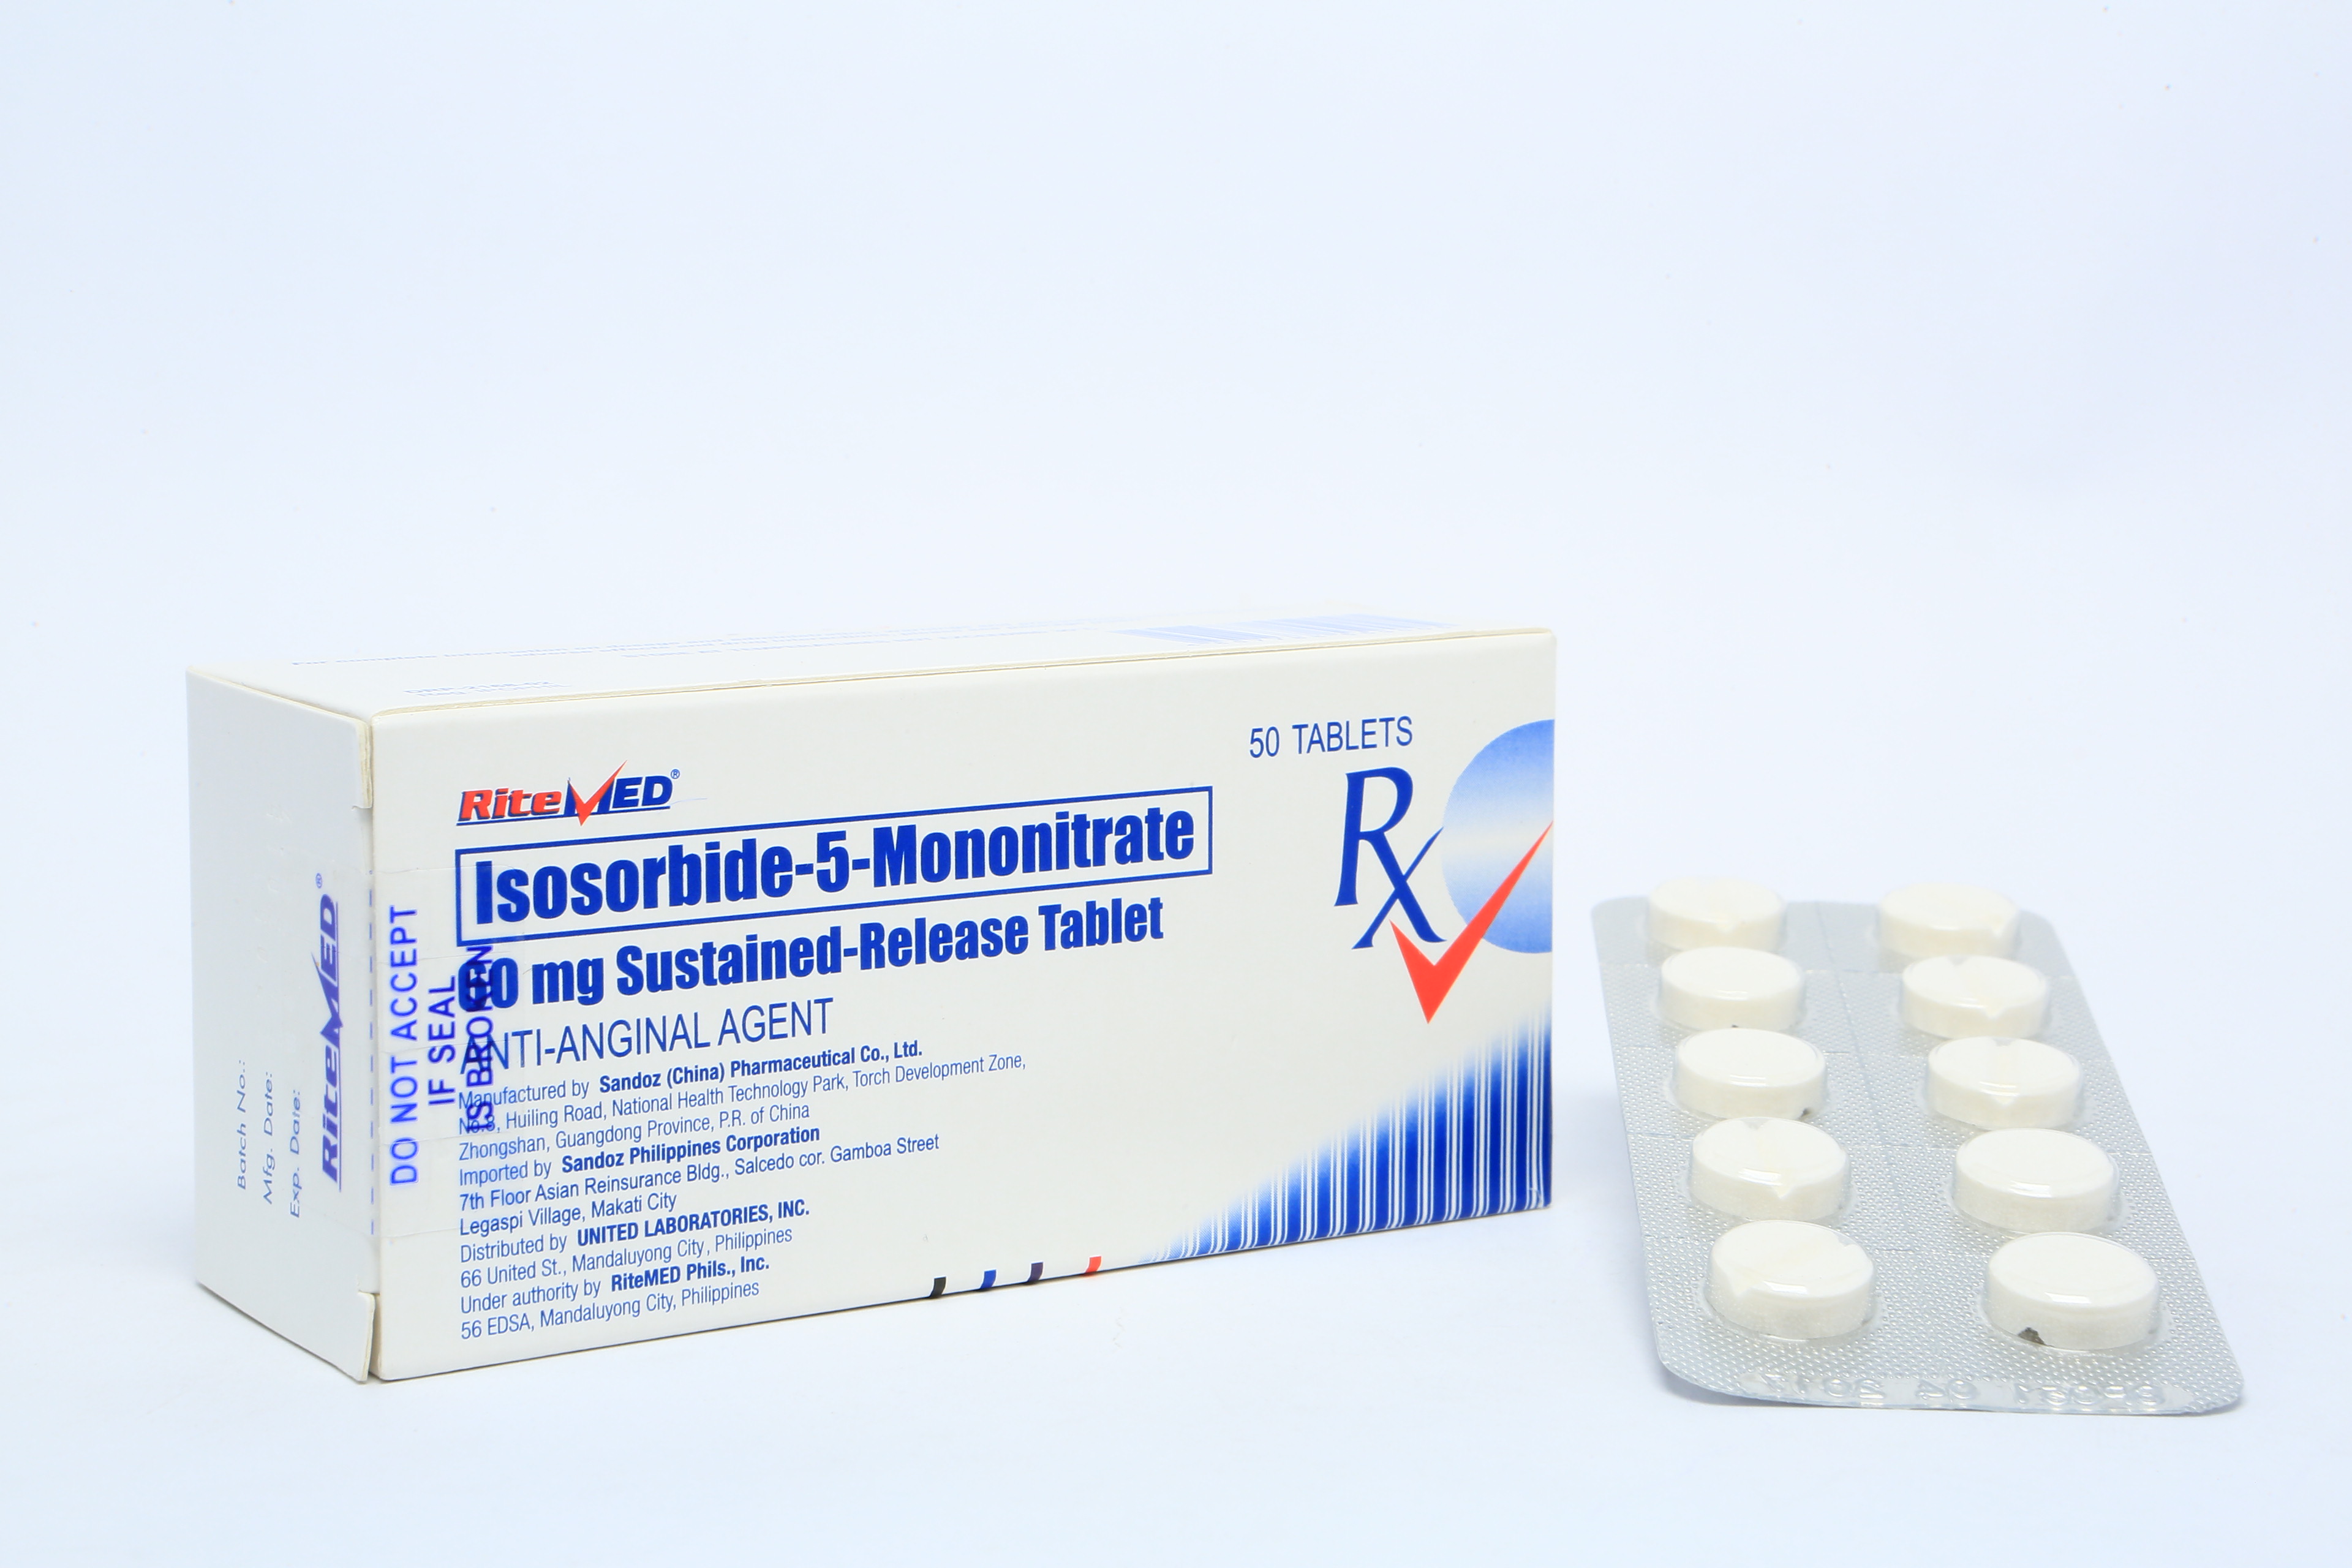 50 TABLETS
RiteMED®
Rx
Isosorbide-5-Mononitrate
60 mg Sustained-Release Tablet
ANTI-ANGINAL AGENT
Manufactured by Sandoz (China) Pharmaceutical Co., Ltd.
No.8, Huiling Road, National Health Technology Park, Torch Development Zone,
Zhongshan, Guangdong Province, P.R. of China
Imported by Sandoz Philippines Corporation
7th Floor Asian Reinsurance Bldg., Salcedo cor. Gamboa Street
Legaspi Village, Makati City
Distributed by UNITED LABORATORIES, INC.
66 United St., Mandaluyong City, Philippines
Under authority by RiteMED Phils., Inc.
56 EDSA, Mandaluyong City, Philippines
DO NOT ACCEPT
IF SEAL
IS BROKEN
Batch No.:
Mfg. Date:
Exp. Date:
RiteMED®